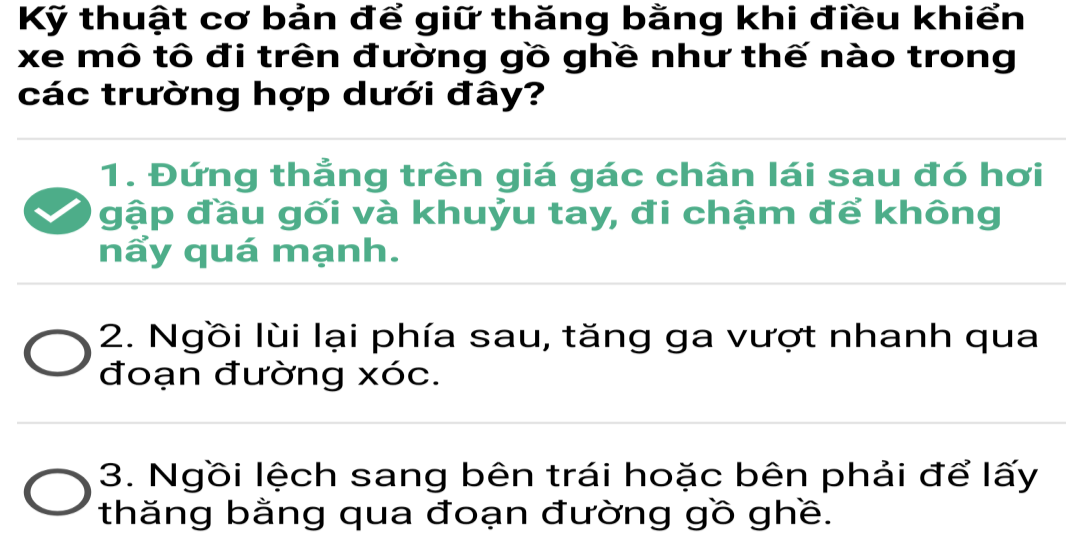 Kỹ thuật cơ bản để giữ thăng bằng khi điều khiển
xe mô tô đi trên đường gồ ghề như thế nào trong
các trường hợp dưới đây?
1. Đứng thẳng trên giá gác chân lái sau đó hơi
gập đầu gối và khuỷu tay, đi chậm để không
nẩy quá mạnh.
2. Ngồi lùi lại phía sau, tăng ga vượt nhanh qua
đoạn đường xóc.
3. Ngồi lệch sang bên trái hoặc bên phải để lấy
thăng bằng qua đoạn đường gồ ghề.